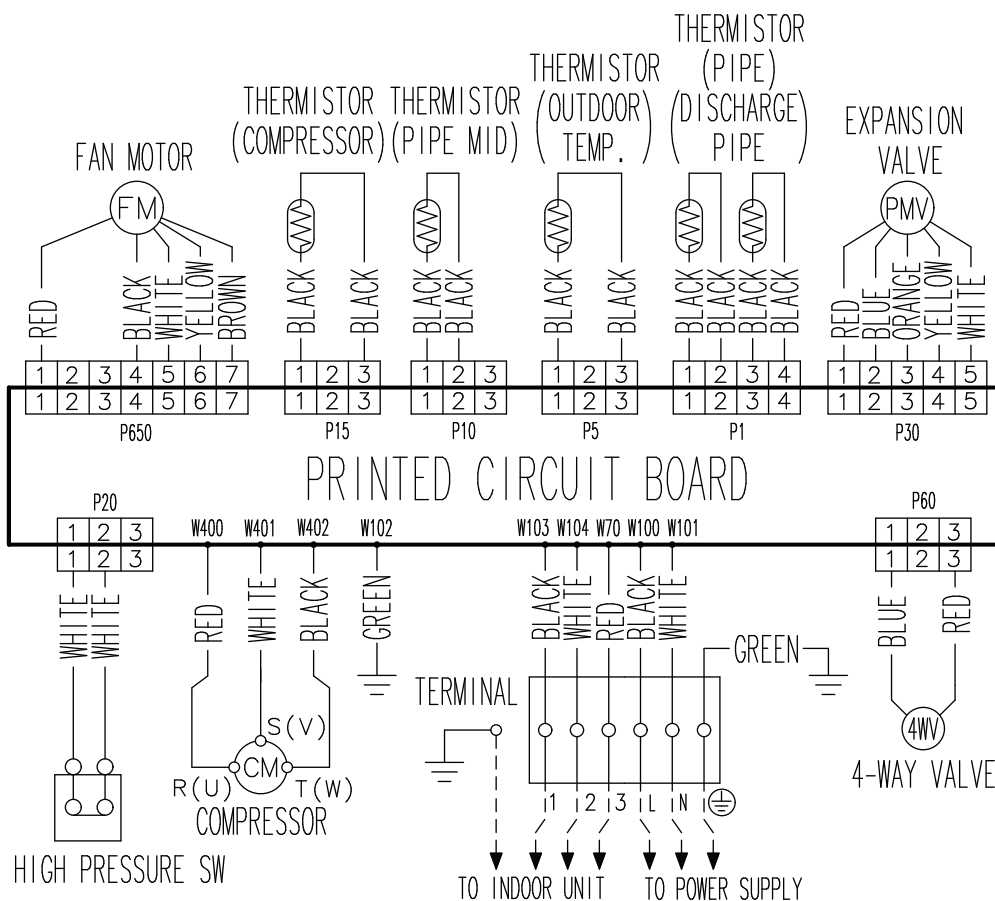 THERMISTOR
(PIPE)
(DISCHARGE)
PIPE
THERMISTOR
(OUTDOOR)
TEMP.
THERMISTOR
(COMPRESSOR)
THERMISTOR
(PIPE MID)
EXPANSION
VALVE
FAN MOTOR
FM
PMV
RED
BLACK
WHITE
YELLOW
BROWN
BLACK
BLACK
BLACK
BLACK
BLACK
BLACK
BLACK
BLACK
BLACK
BLACK
RED
BLUE
ORANGE
YELLOW
WHITE
1 2 3 4 5 6 7
1 2 3
1 2 3
1 2 3
1 2 3 4
1 2 3 4 5
1 2 3 4 5 6 7
1 2 3
1 2 3
1 2 3
1 2 3 4
1 2 3 4 5
P650
P15
P10
P5
P1
P30
PRINTED CIRCUIT BOARD
P20
P60
1 2 3
W400
W401
W402
W102
W103
W104
W70
W100
W101
1 2 3
1 2 3
1 2 3
WHITE
WHITE
RED
WHITE
BLACK
GREEN
BLACK
WHITE
RED
BLACK
WHITE
BLUE
RED
GREEN
TERMINAL
S(V)
CM
R(U)
T(W)
COMPRESSOR
4WV
4-WAY VALVE
1 2 3 L N
HIGH PRESSURE SW
TO INDOOR UNIT
TO POWER SUPPLY